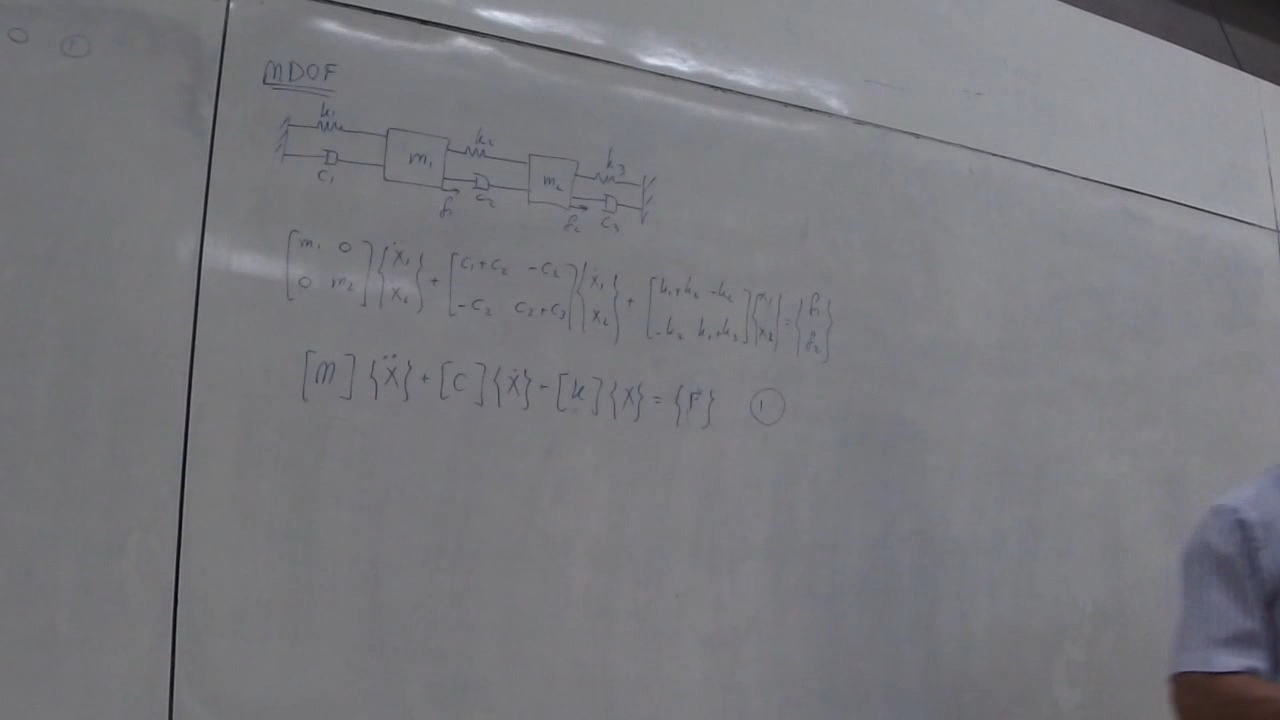 MDOF
k₁ k₂ k₃
m₁ m₂
c₁ f₁ c₂ f₂ c₃
[m₁ 0; 0 m₂] {ẍ₁; ẍ₂} + [c₁+c₂ -c₂; -c₂ c₂+c₃] {ẋ₁; ẋ₂} + [k₁+k₂ -k₂; -k₂ k₁+k₂] {x₁; x₂} = {f₁; f₂}
[M] {Ẍ} + [C] {Ẋ} - [K] {X} = {F} ①